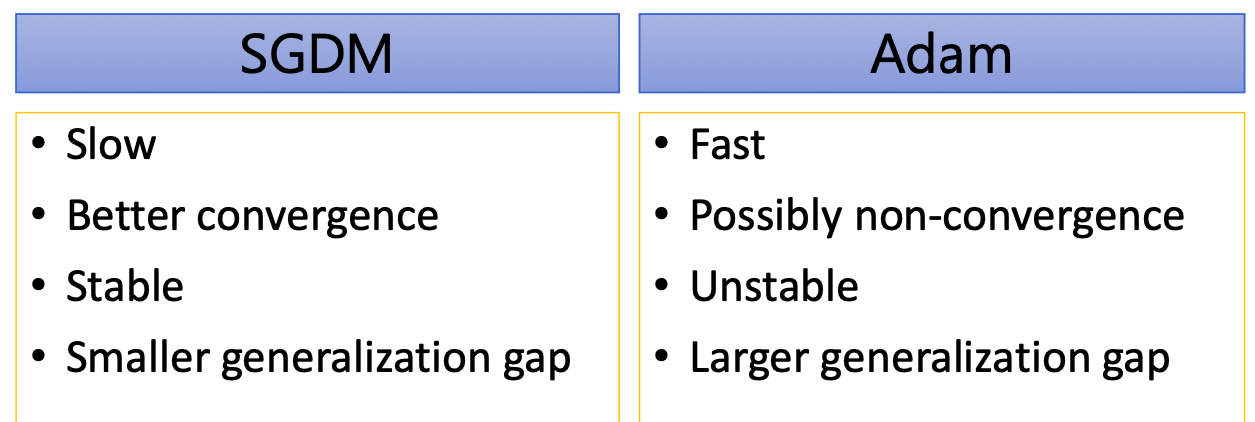 SGDM
• Slow
• Better convergence
• Stable
• Smaller generalization gap
Adam
• Fast
• Possibly non-convergence
• Unstable
• Larger generalization gap